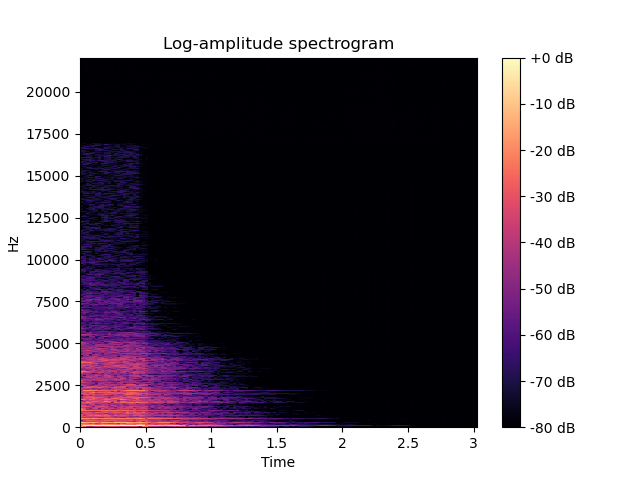 Log-amplitude spectrogram
+0 dB
-10 dB
-20 dB
-30 dB
-40 dB
-50 dB
-60 dB
-70 dB
-80 dB
20000
17500
15000
12500
10000
7500
5000
2500
0
Hz
0
0.5
1
1.5
2
2.5
3
Time